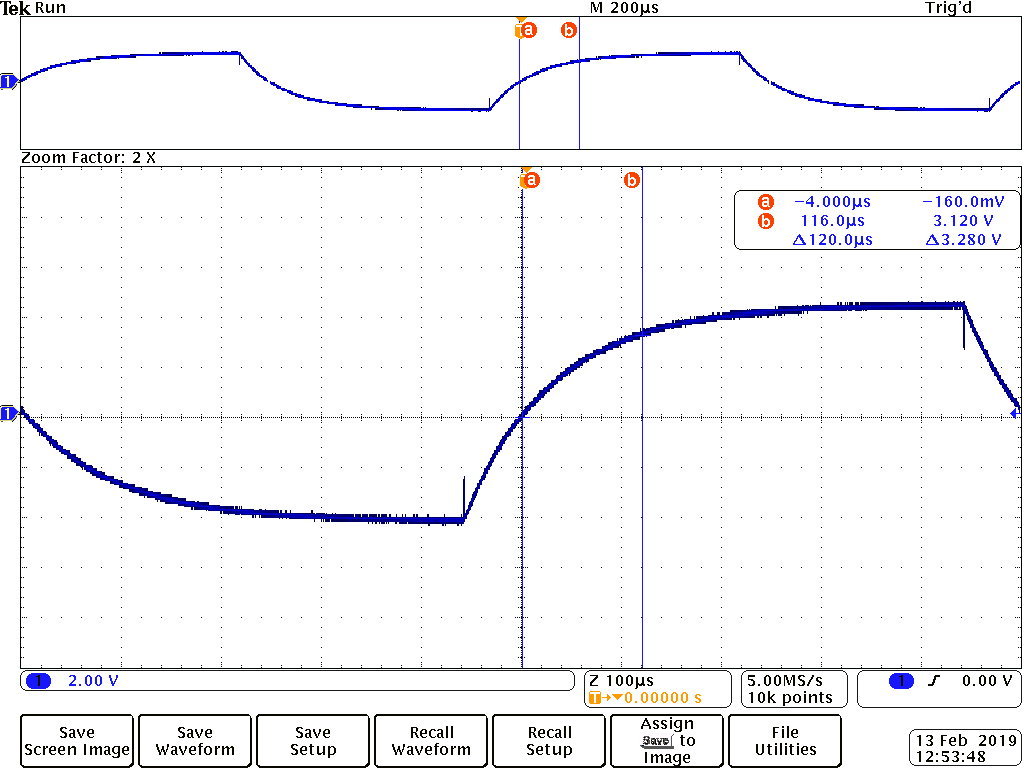 Tek Run M 200µs Trig'd
T a b
1
Zoom Factor: 2 X
T a b
a −4.000µs −160.0mV
b 116.0µs 3.120 V
Δ120.0µs Δ3.280 V
1
1 2.00 V Z 100µs 5.00MS/s 1 0.00 V
T→▼0.00000 s 10k points
Save Screen Image
Save Waveform
Save Setup
Recall Waveform
Recall Setup
Assign Save to Image
File Utilities
13 Feb 2019
12:53:48